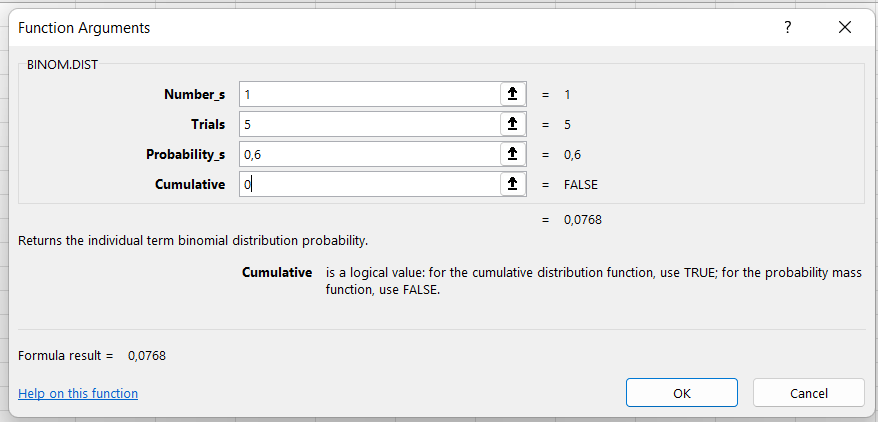 Function Arguments ?
BINOM.DIST
Number_s 1 = 1
Trials 5 = 5
Probability_s 0,6 = 0,6
Cumulative 0 = FALSE
= 0,0768
Returns the individual term binomial distribution probability.
Cumulative is a logical value: for the cumulative distribution function, use TRUE; for the probability mass
function, use FALSE.
Formula result = 0,0768
Help on this function OK Cancel